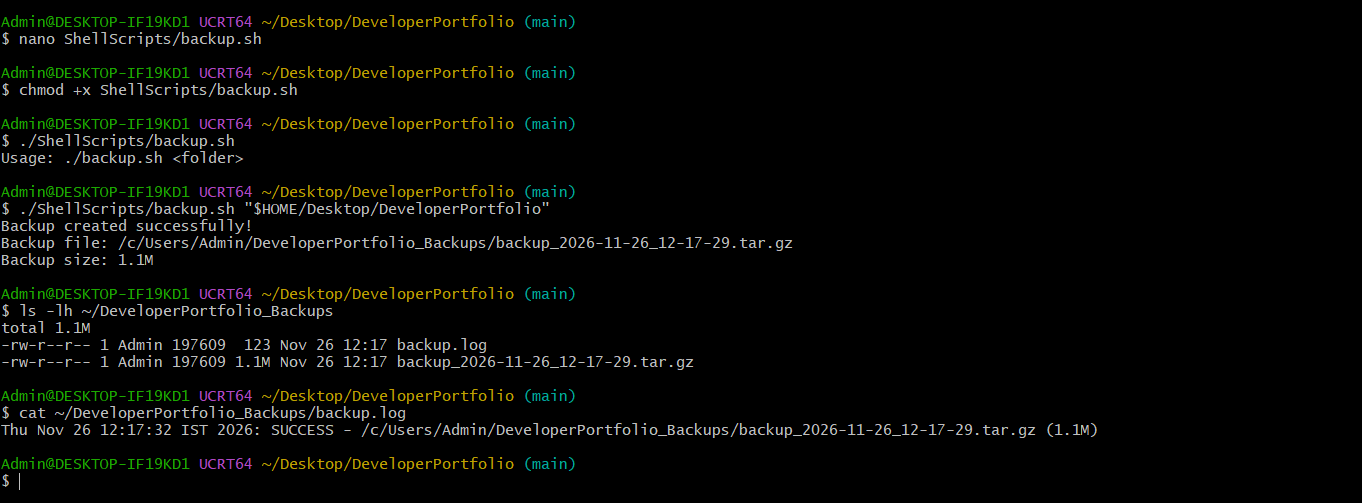 Admin@DESKTOP-IF19KD1 UCRT64 ~/Desktop/DeveloperPortfolio (main)
$ nano ShellScripts/backup.sh
Admin@DESKTOP-IF19KD1 UCRT64 ~/Desktop/DeveloperPortfolio (main)
$ chmod +x ShellScripts/backup.sh
Admin@DESKTOP-IF19KD1 UCRT64 ~/Desktop/DeveloperPortfolio (main)
$ ./ShellScripts/backup.sh
Usage: ./backup.sh <folder>
Admin@DESKTOP-IF19KD1 UCRT64 ~/Desktop/DeveloperPortfolio (main)
$ ./ShellScripts/backup.sh "$HOME/Desktop/DeveloperPortfolio"
Backup created successfully!
Backup file: /c/Users/Admin/DeveloperPortfolio_Backups/backup_2026-11-26_12-17-29.tar.gz
Backup size: 1.1M
Admin@DESKTOP-IF19KD1 UCRT64 ~/Desktop/DeveloperPortfolio (main)
$ ls -lh ~/DeveloperPortfolio_Backups
total 1.1M
-rw-r--r-- 1 Admin 197609  123 Nov 26 12:17 backup.log
-rw-r--r-- 1 Admin 197609 1.1M Nov 26 12:17 backup_2026-11-26_12-17-29.tar.gz
Admin@DESKTOP-IF19KD1 UCRT64 ~/Desktop/DeveloperPortfolio (main)
$ cat ~/DeveloperPortfolio_Backups/backup.log
Thu Nov 26 12:17:32 IST 2026: SUCCESS - /c/Users/Admin/DeveloperPortfolio_Backups/backup_2026-11-26_12-17-29.tar.gz (1.1M)
Admin@DESKTOP-IF19KD1 UCRT64 ~/Desktop/DeveloperPortfolio (main)
$